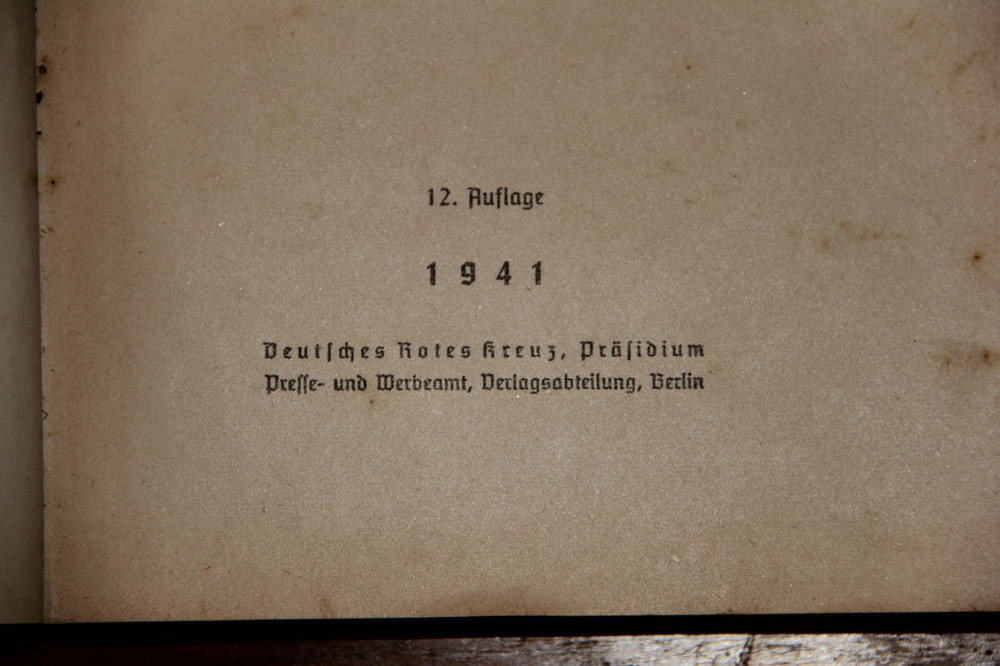 12. Auflage
1941
Deutsches Rotes Kreuz, Präsidium
Presse- und Werbeamt, Verlagsabteilung, Berlin